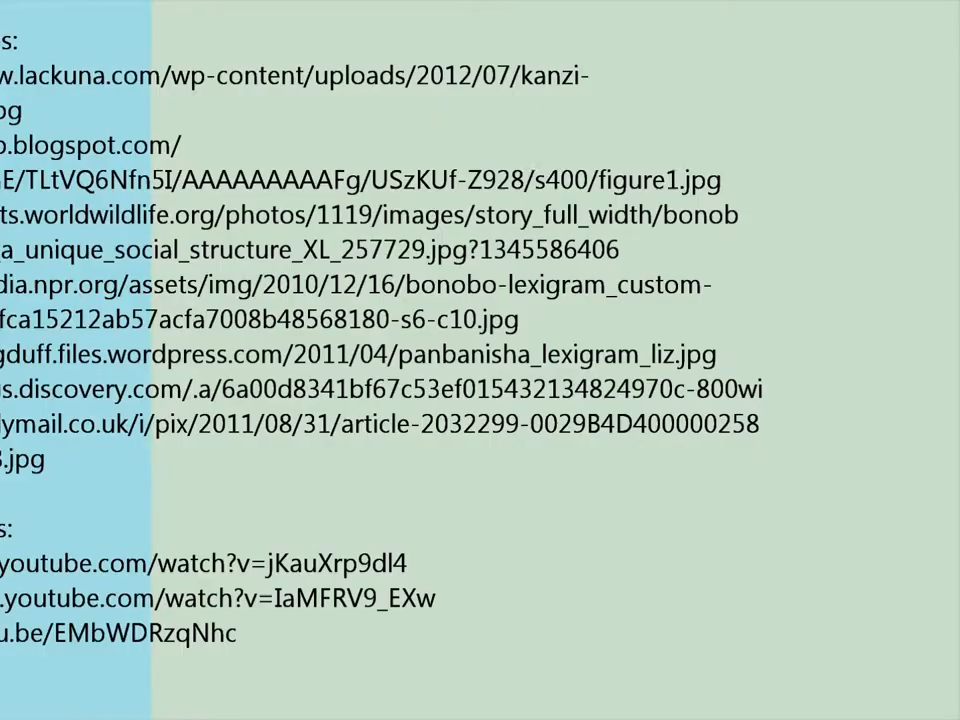 s:
w.lackuna.com/wp-content/uploads/2012/07/kanzi-
pg
o.blogspot.com/
E/TLtVQ6Nfn5I/AAAAAAAAAFg/USzKUf-Z928/s400/figure1.jpg
ts.worldwildlife.org/photos/1119/images/story_full_width/bonob
a_unique_social_structure_XL_257729.jpg?1345586406
dia.npr.org/assets/img/2010/12/16/bonobo-lexigram_custom-
fca15212ab57acfa7008b48568180-s6-c10.jpg
gduff.files.wordpress.com/2011/04/panbanisha_lexigram_liz.jpg
gs.discovery.com/.a/6a00d8341bf67c53ef015432134824970c-800wi
lymail.co.uk/i/pix/2011/08/31/article-2032299-0029B4D400000258
.jpg
s:
youtube.com/watch?v=jKauXrp9dl4
.youtube.com/watch?v=IaMFRV9_EXw
u.be/EMbWDRzqNhc